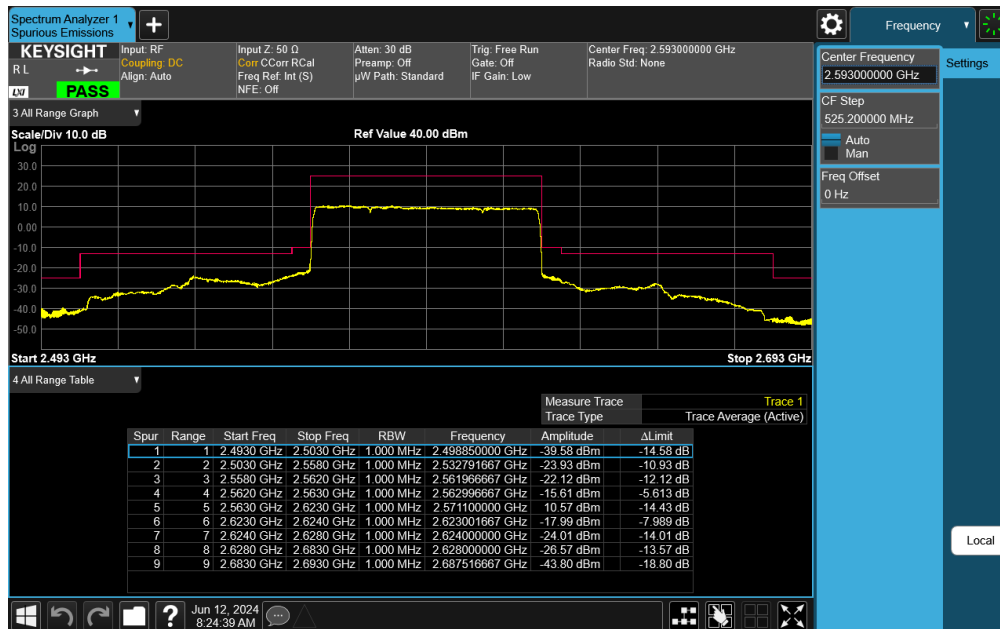 Spectrum Analyzer 1
Spurious Emissions
Frequency
KEYSIGHT
R L
LXI
PASS
Input: RF
Coupling: DC
Align: Auto
Input Z: 50 Ω
Corr CCorr RCal
Freq Ref: Int (S)
NFE: Off
Atten: 30 dB
Preamp: Off
µW Path: Standard
Trig: Free Run
Gate: Off
IF Gain: Low
Center Freq: 2.593000000 GHz
Radio Std: None
Center Frequency
2.593000000 GHz
Settings
CF Step
525.200000 MHz
Auto
Man
Freq Offset
0 Hz
Local
3 All Range Graph
Scale/Div 10.0 dB
Ref Value 40.00 dBm
Log
30.0
20.0
10.0
0.00
-10.0
-20.0
-30.0
-40.0
-50.0
Start 2.493 GHz
Stop 2.693 GHz
4 All Range Table
Measure Trace Trace 1
Trace Type Trace Average (Active)
Spur Range Start Freq Stop Freq RBW Frequency Amplitude ΔLimit
1 1 2.4930 GHz 2.5030 GHz 1.000 MHz 2.498850000 GHz -39.58 dBm -14.58 dB
2 2 2.5030 GHz 2.5580 GHz 1.000 MHz 2.532791667 GHz -23.93 dBm -10.93 dB
3 3 2.5580 GHz 2.5620 GHz 1.000 MHz 2.561966667 GHz -22.12 dBm -12.12 dB
4 4 2.5620 GHz 2.5630 GHz 1.000 MHz 2.562996667 GHz -15.61 dBm -5.613 dB
5 5 2.5630 GHz 2.6230 GHz 1.000 MHz 2.571100000 GHz 10.57 dBm -14.43 dB
6 6 2.6230 GHz 2.6240 GHz 1.000 MHz 2.623001667 GHz -17.99 dBm -7.989 dB
7 7 2.6240 GHz 2.6280 GHz 1.000 MHz 2.624000000 GHz -24.01 dBm -14.01 dB
8 8 2.6280 GHz 2.6830 GHz 1.000 MHz 2.628000000 GHz -26.57 dBm -13.57 dB
9 9 2.6830 GHz 2.6930 GHz 1.000 MHz 2.687516667 GHz -43.80 dBm -18.80 dB
?
Jun 12, 2024
8:24:39 AM